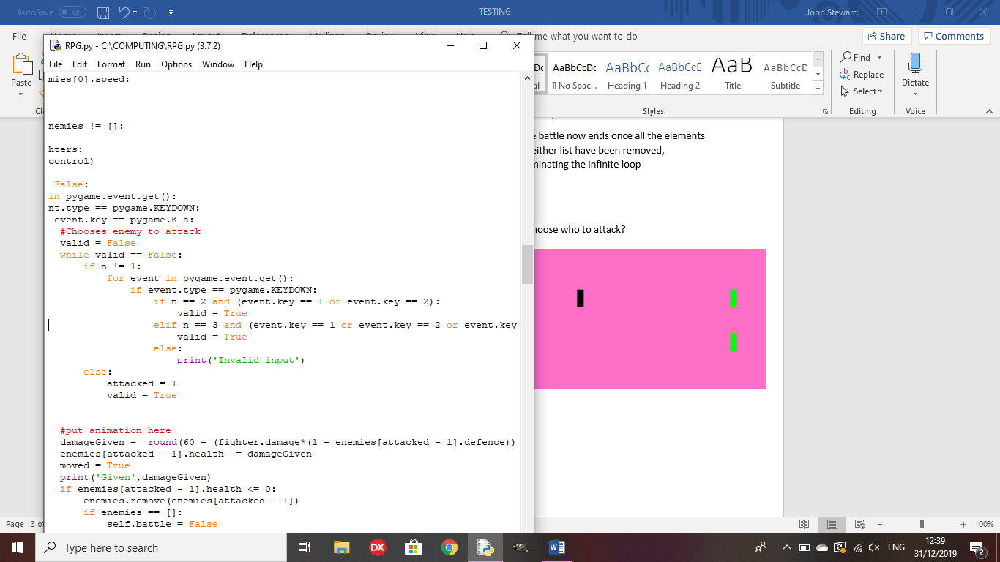 AutoSave Off
TESTING
John Steward
File
Tell me what you want to do
Share
Comments
RPG.py - C:\COMPUTING\RPG.py (3.7.2)
File Edit Format Run Options Window Help
Paste
AaBbCcDc AaBbCc AaBbCcD AaB AaBbCcD
¶ No Spac... Heading 1 Heading 2 Title Subtitle
Styles
Find
Replace
Select
Editing
Dictate
Voice
mies[0].speed:
nemies != []:
hters:
control)
False:
in pygame.event.get():
nt.type == pygame.KEYDOWN:
event.key == pygame.K_a:
#Chooses enemy to attack
valid = False
while valid == False:
if n != 1:
for event in pygame.event.get():
if event.type == pygame.KEYDOWN:
if n == 2 and (event.key == 1 or event.key == 2):
valid = True
elif n == 3 and (event.key == 1 or event.key == 2 or event.key
valid = True
else:
print('Invalid input')
else:
attacked = 1
valid = True
#put animation here
damageGiven =  round(60 - (fighter.damage*(1 - enemies[attacked - 1].defence))
enemies[attacked - 1].health -= damageGiven
moved = True
print('Given',damageGiven)
if enemies[attacked - 1].health <= 0:
enemies.remove(enemies[attacked - 1])
if enemies == []:
self.battle = False
e battle now ends once all the elements
either list have been removed,
minating the infinite loop
hoose who to attack?
Page 13 of
100%
Type here to search
DX
ENG
12:39
31/12/2019
2